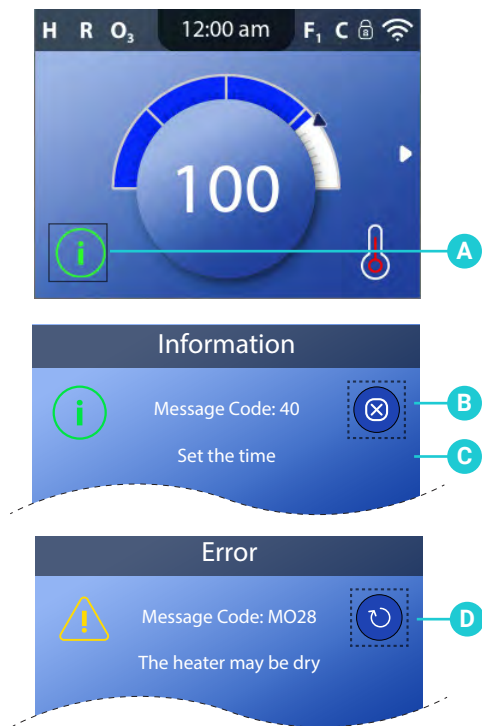 H R O₃ 12:00 am F₁ C 8
100
i
A
Information
i Message Code: 40
B
Set the time
C
Error
! Message Code: MO28
D
The heater may be dry